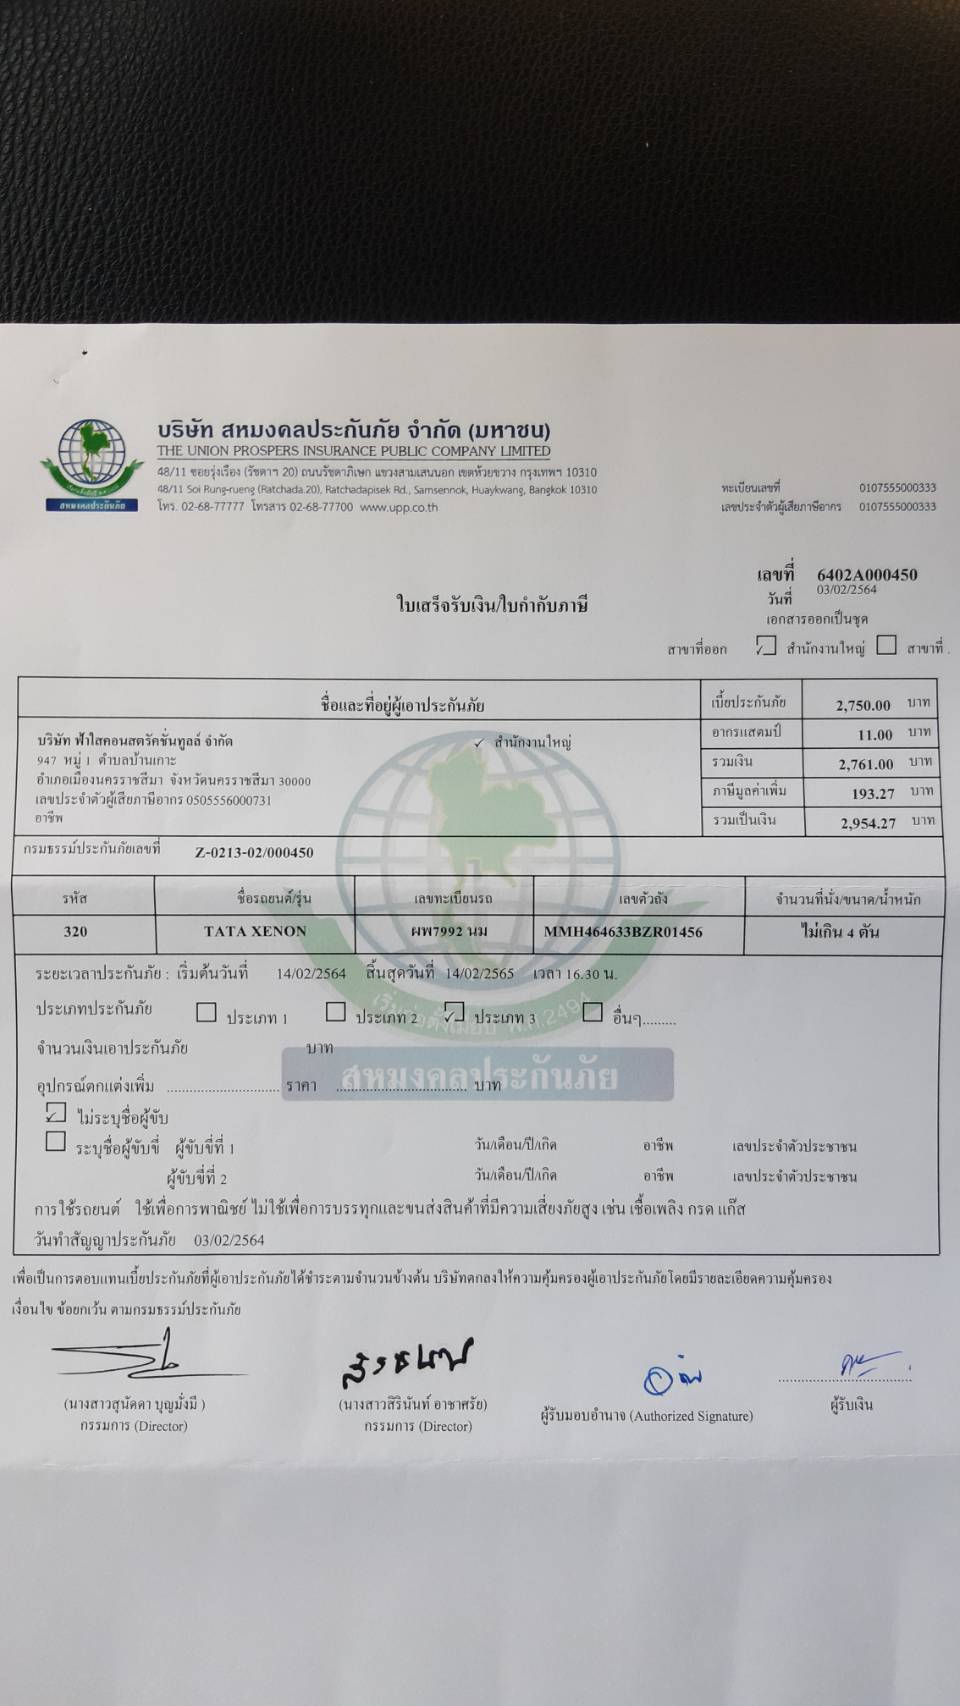 บริษัท สหมงคลประกันภัย จำกัด (มหาชน)
THE UNION PROSPERS INSURANCE PUBLIC COMPANY LIMITED
48/11 ซอยรุ่งเรือง (รัชดาฯ 20) ถนนรัชดาภิเษก แขวงสามเสนนอก เขตห้วยขวาง กรุงเทพฯ 10310
48/11 Soi Rung-rueng (Ratchada.20), Ratchadapisek Rd., Samsennok, Huaykwang, Bangkok 10310
โทร. 02-68-77777 โทรสาร 02-68-77700 www.upp.co.th
สหมงคลประกันภัย
ทะเบียนเลขที่ 0107555000333
เลขประจำตัวผู้เสียภาษีอากร 0107555000333
เลขที่ 6402A000450
วันที่ 03/02/2564
ใบเสร็จรับเงิน/ใบกำกับภาษี
เอกสารออกเป็นชุด
สาขาที่ออก ✓ สำนักงานใหญ่ สาขาที่ .
ชื่อและที่อยู่ผู้เอาประกันภัย
บริษัท ฟ้าใสคอนสตรัคชั่นทูลส์ จำกัด ✓ สำนักงานใหญ่
947 หมู่ 1 ตำบลบ้านเกาะ
อำเภอเมืองนครราชสีมา จังหวัดนครราชสีมา 30000
เลขประจำตัวผู้เสียภาษีอากร 0505556000731
อาชีพ
เบี้ยประกันภัย 2,750.00 บาท
อากรแสตมป์ 11.00 บาท
รวมเงิน 2,761.00 บาท
ภาษีมูลค่าเพิ่ม 193.27 บาท
รวมเป็นเงิน 2,954.27 บาท
กรมธรรม์ประกันภัยเลขที่ Z-0213-02/000450
รหัส ชื่อรถยนต์/รุ่น เลขทะเบียนรถ เลขตัวถัง จำนวนที่นั่ง/ขนาด/น้ำหนัก
320 TATA XENON ผพ7992 นม MMH464633BZR01456 ไม่เกิน 4 ตัน
ระยะเวลาประกันภัย : เริ่มต้นวันที่ 14/02/2564 สิ้นสุดวันที่ 14/02/2565 เวลา 16.30 น.
ประเภทประกันภัย ประเภท 1 ประเภท 2 ✓ ประเภท 3 อื่นๆ.........
พ.ศ.2494
จำนวนเงินเอาประกันภัย บาท
สหมงคลประกันภัย
อุปกรณ์ตกแต่งเพิ่ม ............................ ราคา ................................ บาท
✓ ไม่ระบุชื่อผู้ขับ
ระบุชื่อผู้ขับขี่ ผู้ขับขี่ที่ 1 วัน/เดือน/ปี/เกิด อาชีพ เลขประจำตัวประชาชน
ผู้ขับขี่ที่ 2 วัน/เดือน/ปี/เกิด อาชีพ เลขประจำตัวประชาชน
การใช้รถยนต์ ใช้เพื่อการพาณิชย์ ไม่ใช้เพื่อการบรรทุกและขนส่งสินค้าที่มีความเสี่ยงภัยสูง เช่น เชื้อเพลิง กรด แก๊ส
วันทำสัญญาประกันภัย 03/02/2564
เพื่อเป็นการตอบแทนเบี้ยประกันภัยที่ผู้เอาประกันภัยได้ชำระตามจำนวนข้างต้น บริษัทตกลงให้ความคุ้มครองผู้เอาประกันภัยโดยมีรายละเอียดความคุ้มครอง
เงื่อนไข ข้อยกเว้น ตามกรมธรรม์ประกันภัย
(นางสาวสุนัดดา บุญมั่งมี )
กรรมการ (Director)
(นางสาวสิรินันท์ อาชาศรัย)
กรรมการ (Director)
ผู้รับมอบอำนาจ (Authorized Signature)
ผู้รับเงิน